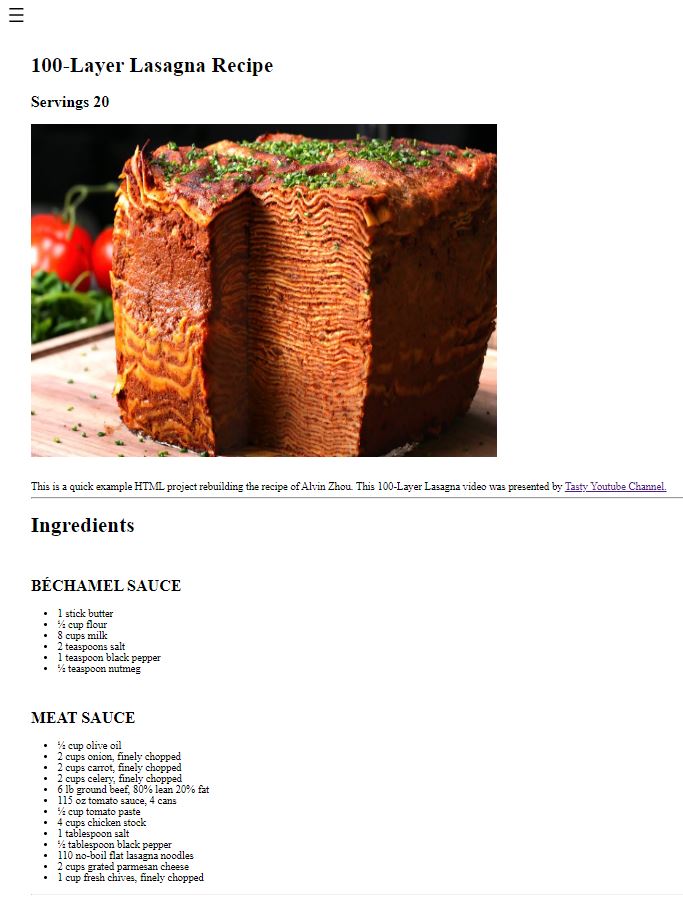 100-Layer Lasagna Recipe
Servings 20
This is a quick example HTML project rebuilding the recipe of Alvin Zhou. This 100-Layer Lasagna video was presented by Tasty Youtube Channel.
Ingredients
BÉCHAMEL SAUCE
1 stick butter
½ cup flour
8 cups milk
2 teaspoons salt
1 teaspoon black pepper
½ teaspoon nutmeg
MEAT SAUCE
½ cup olive oil
2 cups onion, finely chopped
2 cups carrot, finely chopped
2 cups celery, finely chopped
6 lb ground beef, 80% lean 20% fat
115 oz tomato sauce, 4 cans
½ cup tomato paste
4 cups chicken stock
1 tablespoon salt
½ tablespoon black pepper
110 no-boil flat lasagna noodles
2 cups grated parmesan cheese
1 cup fresh chives, finely chopped